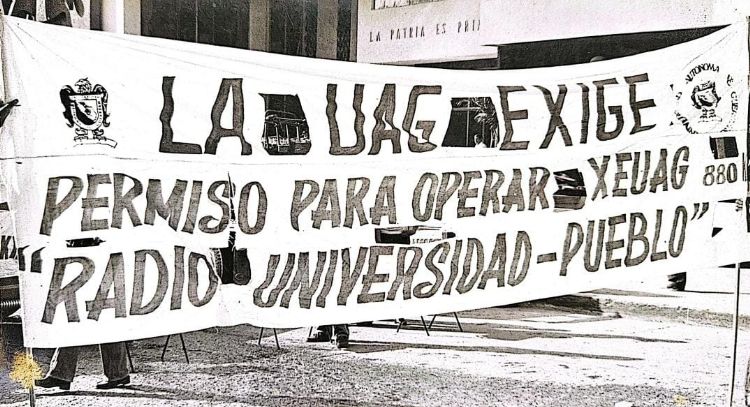 LA PATRIA ES PRI
LA UAG EXIGE
PERMISO PARA OPERAR XEUAG 880
"RADIO UNIVERSIDAD-PUEBLO"